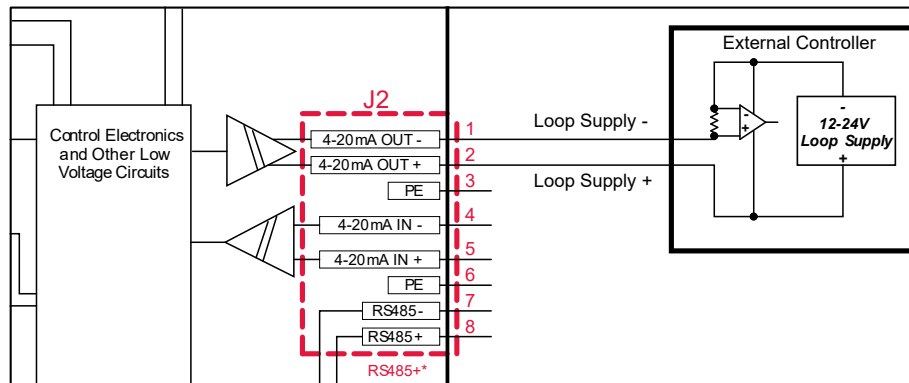 External Controller
J2
1
Loop Supply -
Control Electronics
and Other Low
Voltage Circuits
4-20mA OUT -
-
+
-
12-24V
Loop Supply
+
2
4-20mA OUT +
3
Loop Supply +
PE
4
4-20mA IN -
5
4-20mA IN +
6
PE
7
RS485-
8
RS485+
RS485+*